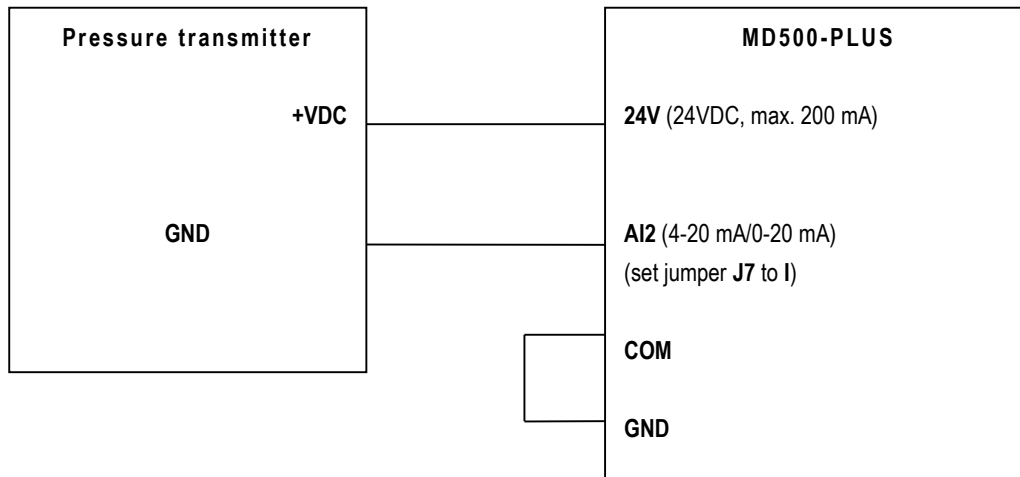 Pressure transmitter
MD500-PLUS
+VDC
24V (24VDC, max. 200 mA)
GND
AI2 (4-20 mA/0-20 mA)
(set jumper J7 to I)
COM
GND